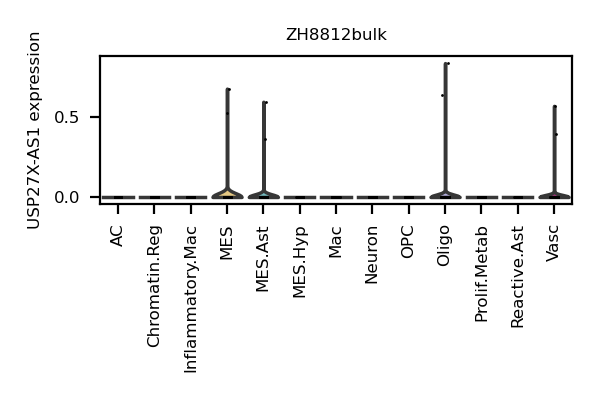 ZH8812bulk
USP27X-AS1 expression
0.5
0.0
AC
Chromatin.Reg
Inflammatory.Mac
MES
MES.Ast
MES.Hyp
Mac
Neuron
OPC
Oligo
Prolif.Metab
Reactive.Ast
Vasc